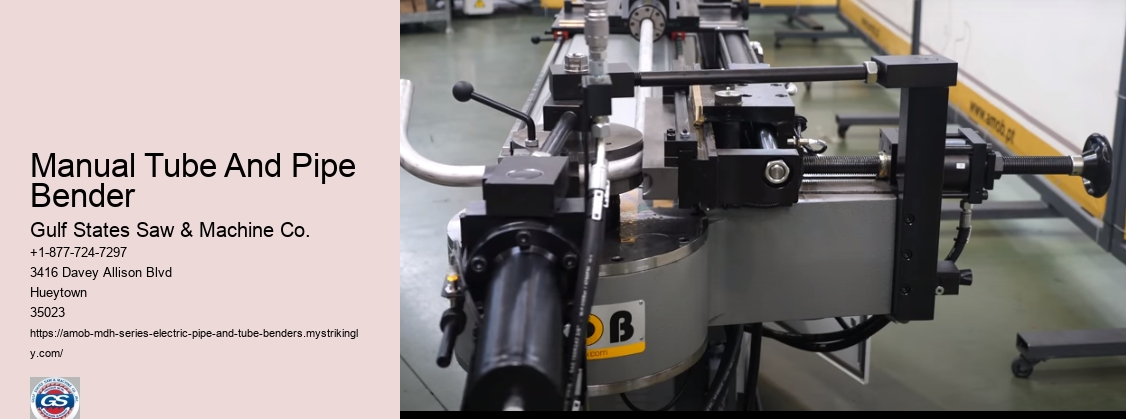 Manual Tube And Pipe
Bender
Gulf States Saw & Machine Co.
+1-877-724-7297
3416 Davey Allison Blvd
Hueytown
35023
https://amob-mdh-series-electric-pipe-and-tube-benders.mystrikingl
y.com/
GS
www.amob.pt
OB
.com